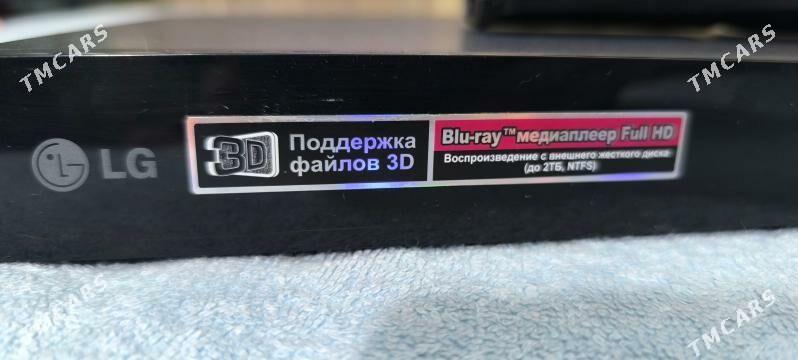 TMCARS
TMCARS
LG
3D
Поддержка
файлов 3D
Blu-ray™ медиаплеер Full HD
Воспроизведение с внешнего жесткого диска
(до 2ТБ, NTFS)
TMCARS
TMCARS